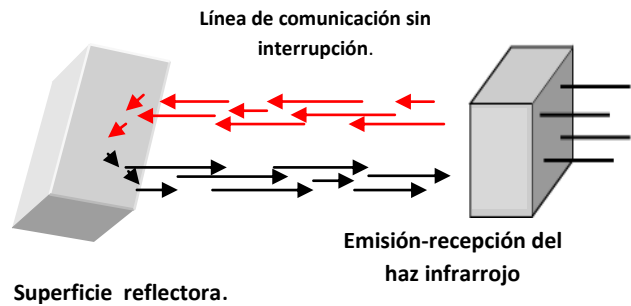 Línea de comunicación sin
interrupción.
Emisión-recepción del
haz infrarrojo
Superficie reflectora.